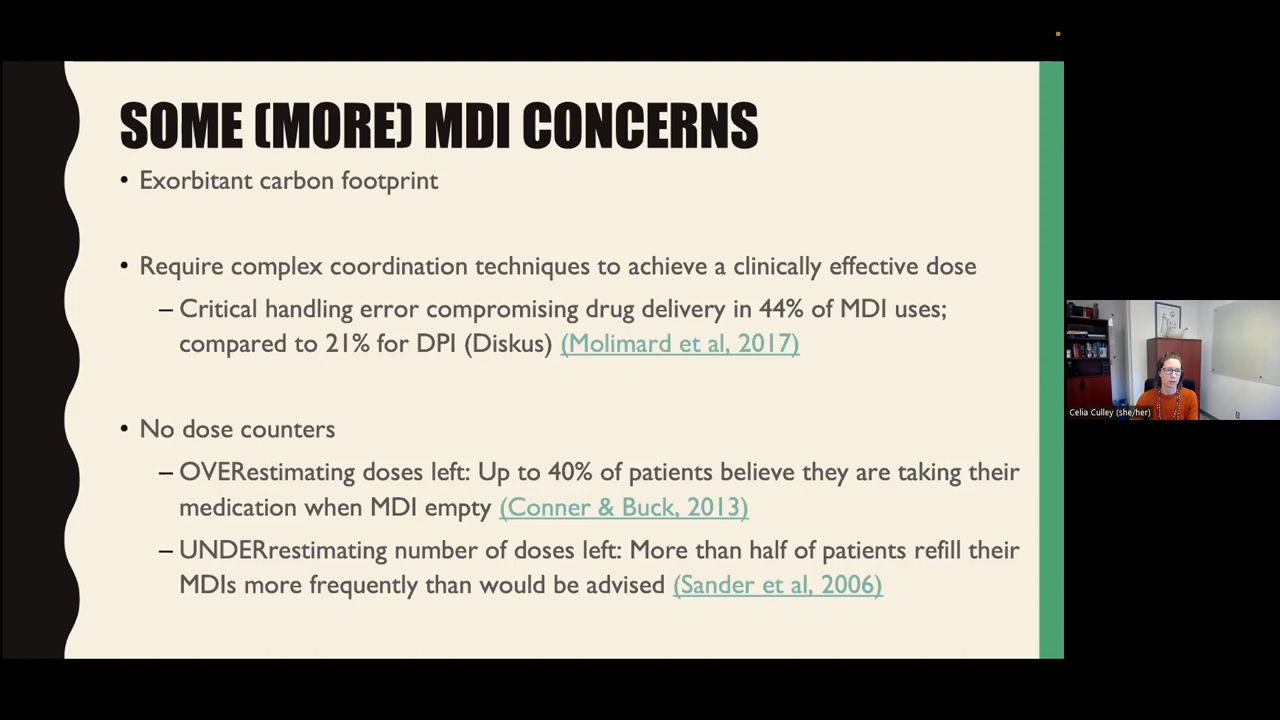 SOME (MORE) MDI CONCERNS
• Exorbitant carbon footprint
• Require complex coordination techniques to achieve a clinically effective dose
– Critical handling error compromising drug delivery in 44% of MDI uses;
compared to 21% for DPI (Diskus) (Molimard et al, 2017)
• No dose counters
– OVERestimating doses left: Up to 40% of patients believe they are taking their
medication when MDI empty (Conner & Buck, 2013)
– UNDERrestimating number of doses left: More than half of patients refill their
MDIs more frequently than would be advised (Sander et al, 2006)
Celia Culley (she/her)